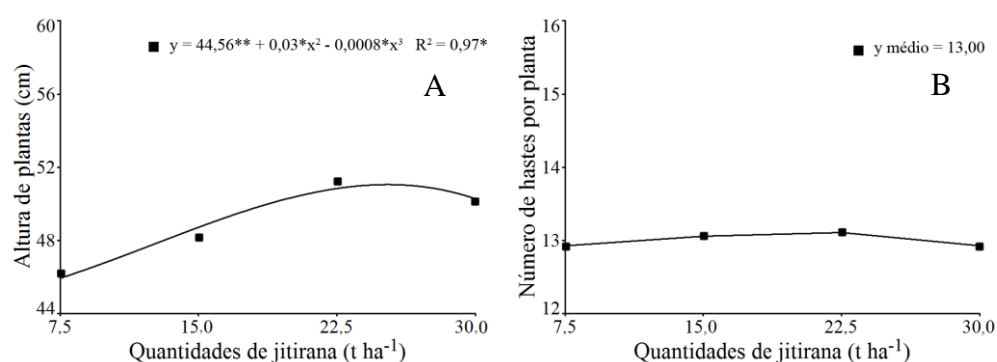 60
56
52
48
44
Altura de plantas (cm)
y = 44,56** + 0,03*x² - 0,0008*x³ R² = 0,97*
A
7,5 15,0 22,5 30,0
Quantidades de jitirana (t ha⁻¹)
16
15
14
13
12
Número de hastes por planta
y médio = 13,00
B
7,5 15,0 22,5 30,0
Quantidades de jitirana (t ha⁻¹)